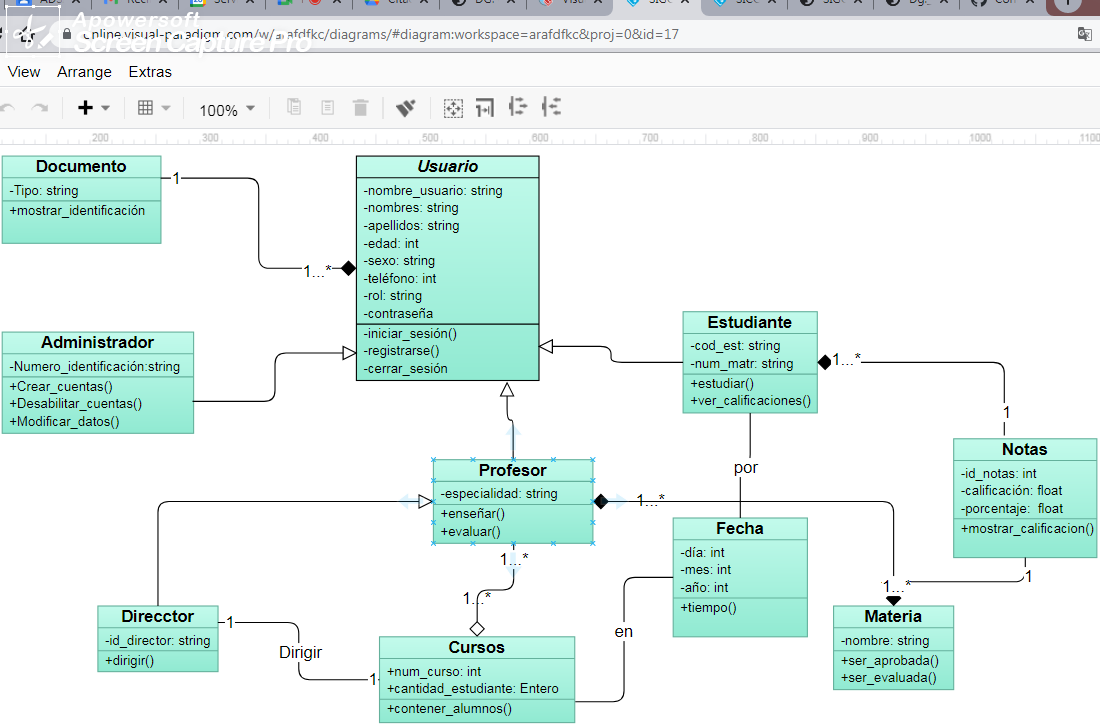 Apowersoft
Screen Capture Pro
online.visual-paradigm.com/w/arafdfkc/diagrams/#diagram:workspace=arafdfkc&proj=0&id=17
View Arrange Extras
100%
200 300 400 500 600 700 800 900 1000 1100
Documento
-Tipo: string
+mostrar_identificación
1
1...*
Usuario
-nombre_usuario: string
-nombres: string
-apellidos: string
-edad: int
-sexo: string
-teléfono: int
-rol: string
-contraseña
-iniciar_sesión()
-registrarse()
-cerrar_sesión
Administrador
-Numero_identificación:string
+Crear_cuentas()
+Desabilitar_cuentas()
+Modificar_datos()
Estudiante
-cod_est: string
-num_matr: string
+estudiar()
+ver_calificaciones()
1...*
1
por
Notas
-id_notas: int
-calificación: float
-porcentaje: float
+mostrar_calificacion()
1
Profesor
-especialidad: string
+enseñar()
+evaluar()
1...*
1...*
1...*
1...*
Fecha
-día: int
-mes: int
-año: int
+tiempo()
en
Materia
-nombre: string
+ser_aprobada()
+ser_evaluada()
Direcctor
-id_director: string
+dirigir()
1
Dirigir
1
Cursos
+num_curso: int
+cantidad_estudiante: Entero
+contener_alumnos()